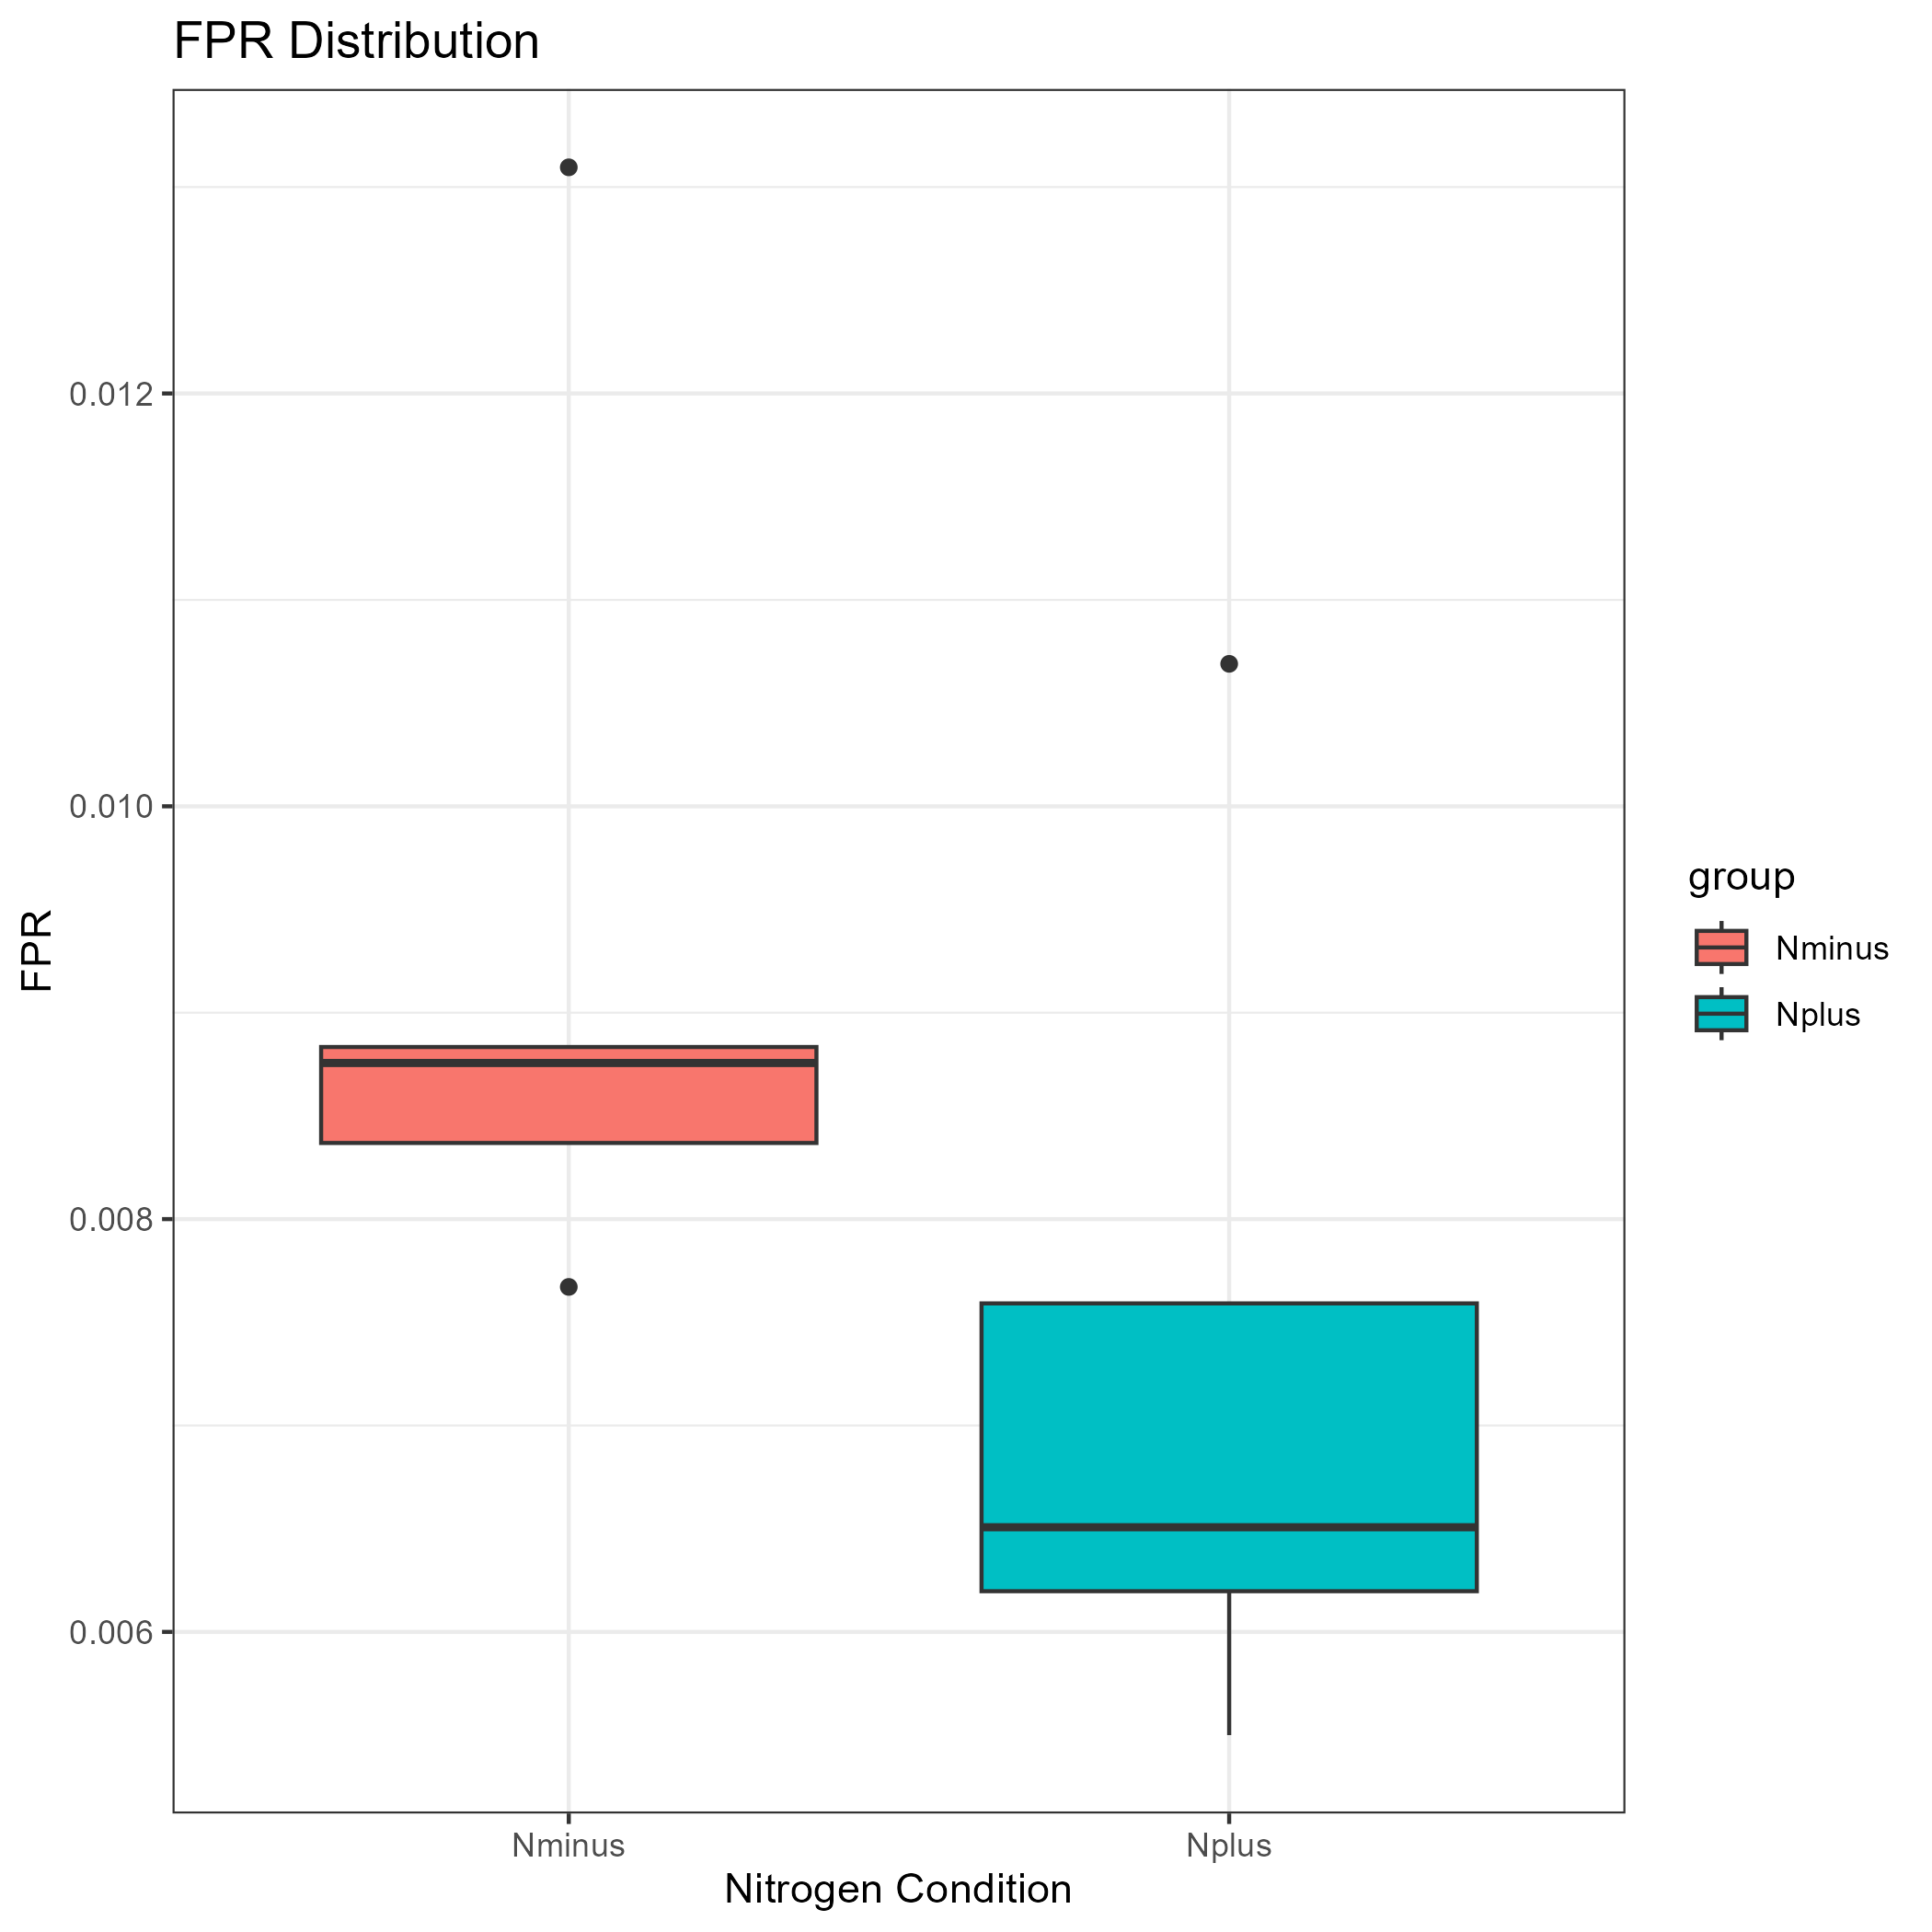 FPR Distribution
0.012
0.010
0.008
0.006
FPR
Nminus
Nplus
Nitrogen Condition
group
Nminus
Nplus